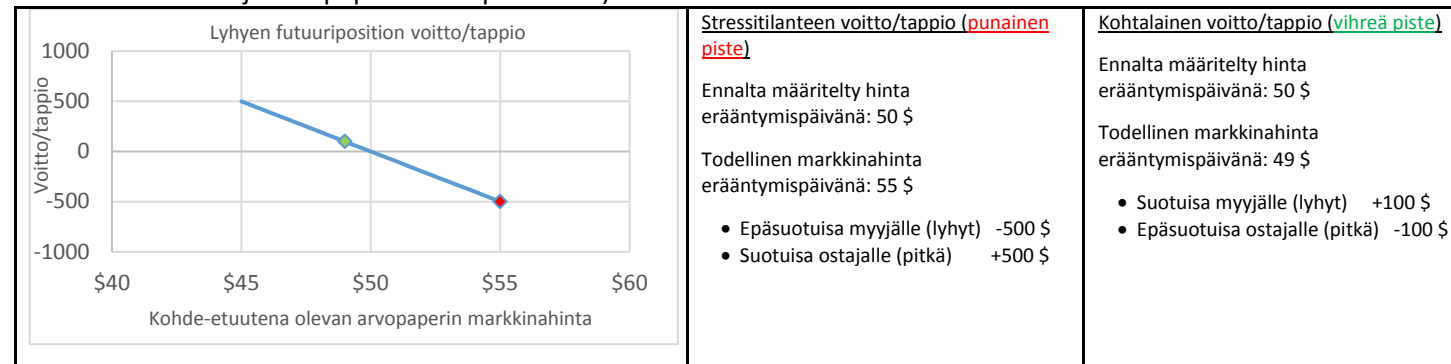 Lyhyen futuuriposition voitto/tappio
Voitto/tappio
1000
500
0
-500
-1000
$40 $45 $50 $55 $60
Kohde-etuutena olevan arvopaperin markkinahinta
Stressitilanteen voitto/tappio (punainen
piste)
Ennalta määritelty hinta
erääntymispäivänä: 50 $
Todellinen markkinahinta
erääntymispäivänä: 55 $
• Epäsuotuisa myyjälle (lyhyt) -500 $
• Suotuisa ostajalle (pitkä) +500 $
Kohtalainen voitto/tappio (vihreä piste)
Ennalta määritelty hinta
erääntymispäivänä: 50 $
Todellinen markkinahinta
erääntymispäivänä: 49 $
• Suotuisa myyjälle (lyhyt) +100 $
• Epäsuotuisa ostajalle (pitkä) -100 $